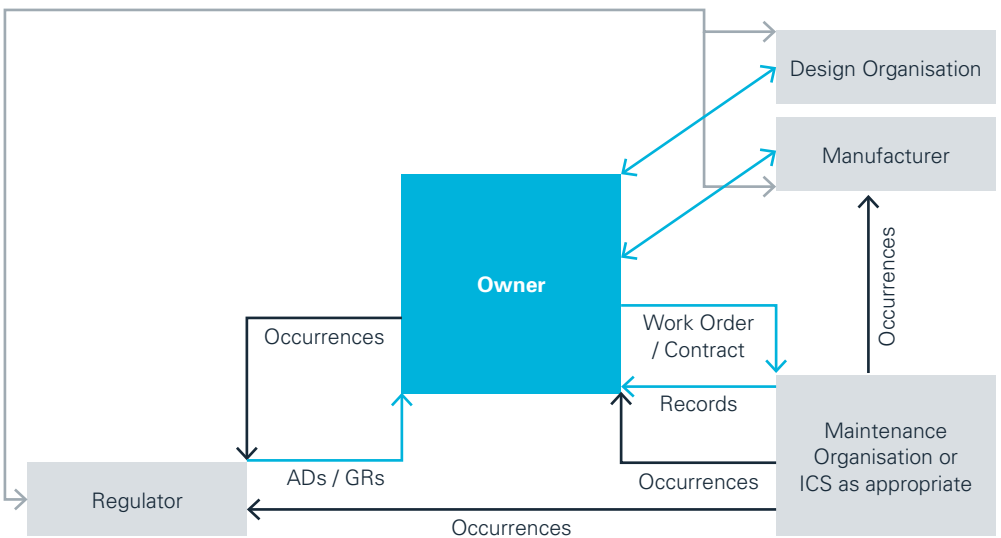 Design Organisation
Manufacturer
Occurrences
Owner
Work Order
/ Contract
Occurrences
Records
Maintenance
Organisation or
ICS as appropriate
ADs / GRs
Occurrences
Regulator
Occurrences